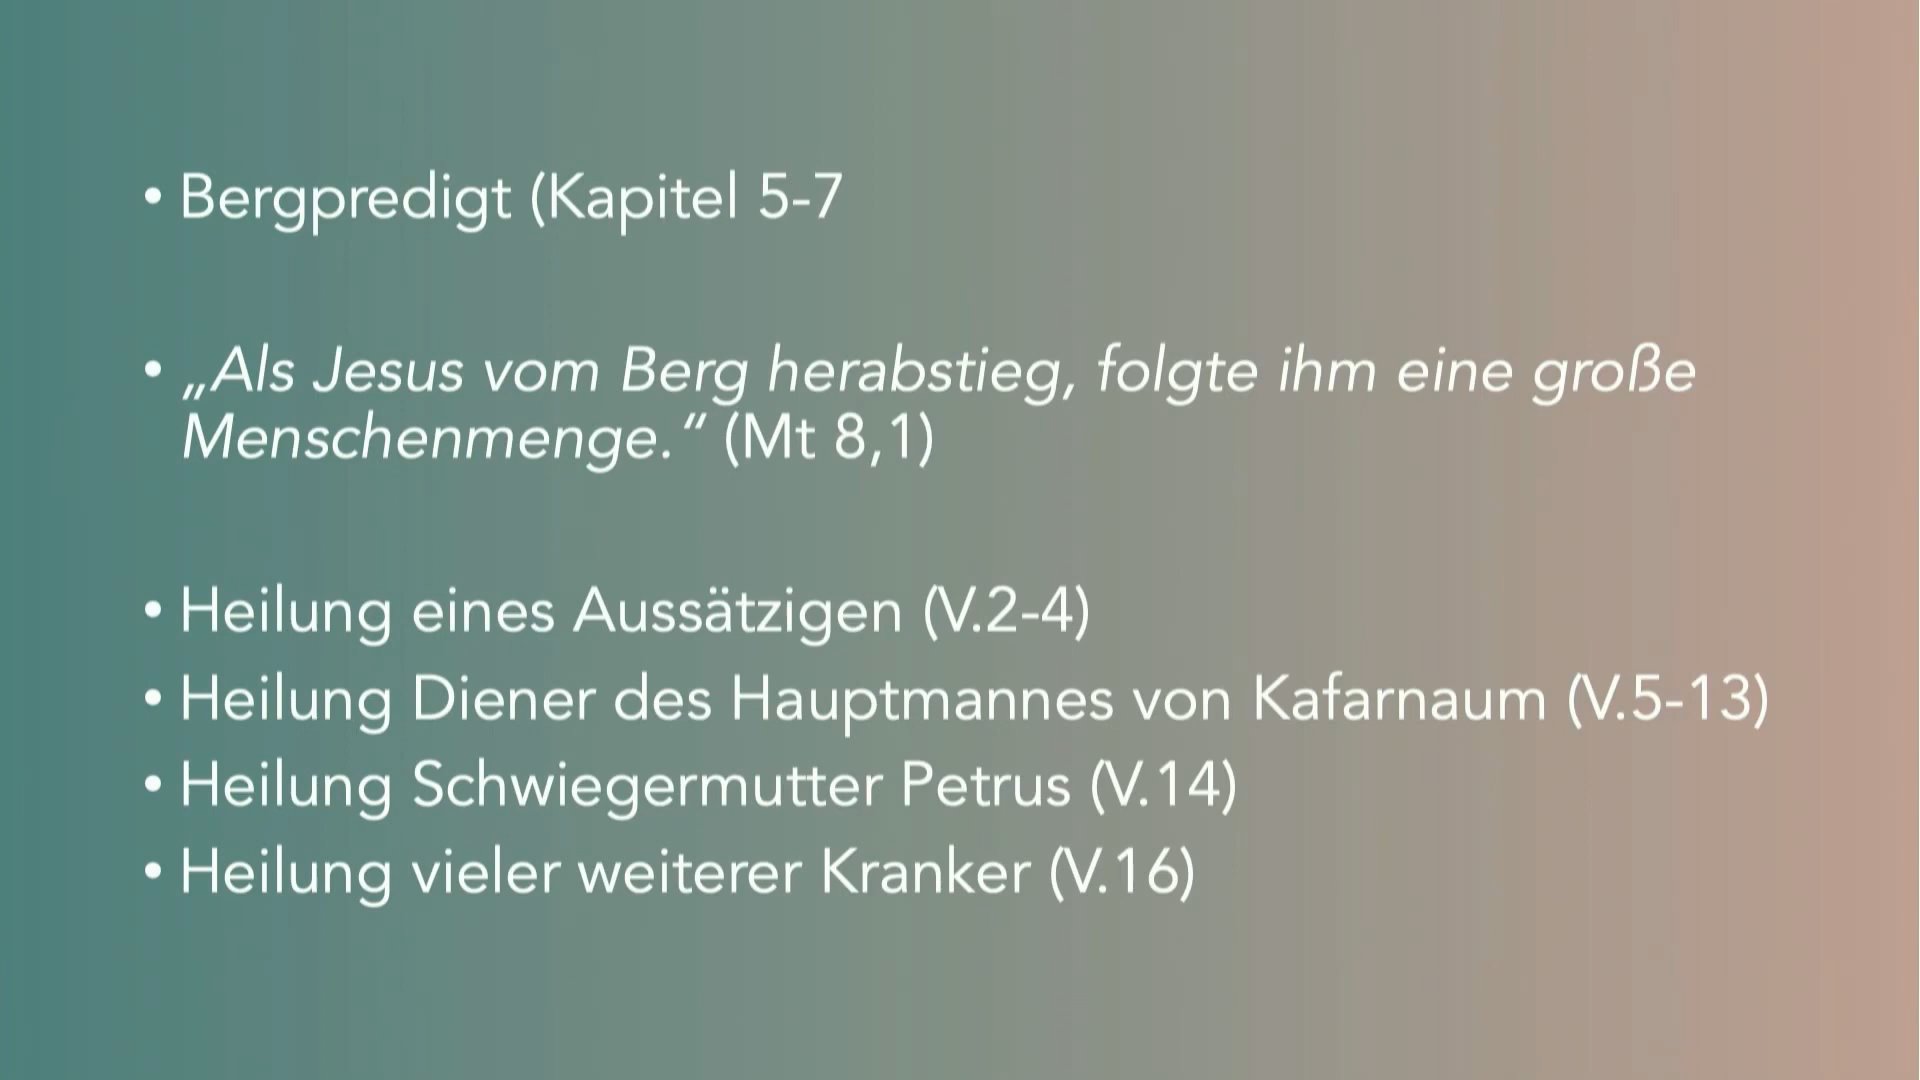 • Bergpredigt (Kapitel 5-7
• „Als Jesus vom Berg herabstieg, folgte ihm eine große
Menschenmenge.“ (Mt 8,1)
• Heilung eines Aussätzigen (V.2-4)
• Heilung Diener des Hauptmannes von Kafarnaum (V.5-13)
• Heilung Schwiegermutter Petrus (V.14)
• Heilung vieler weiterer Kranker (V.16)